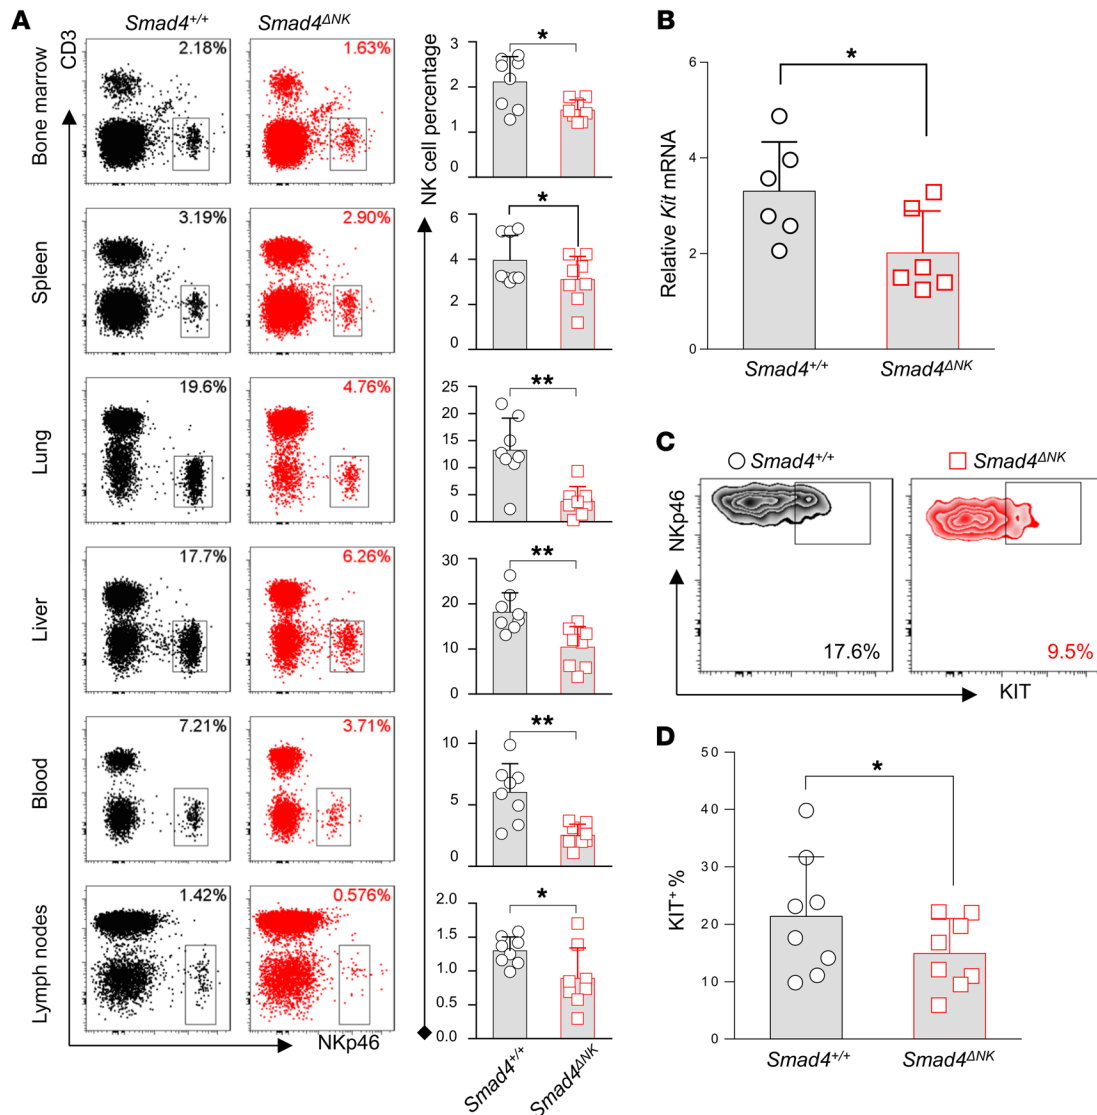 A
Smad4+/+
Smad4ΔNK
CD3
NK cell percentage
Bone marrow
2.18%
1.63%
*
3
2
1
0
Spleen
3.19%
2.90%
*
6
4
2
0
Lung
19.6%
4.76%
**
25
20
15
10
5
0
Liver
17.7%
6.26%
**
30
20
10
0
Blood
7.21%
3.71%
**
10
5
0
Lymph nodes
1.42%
0.576%
*
2.0
1.5
1.0
0.5
0.0
NKp46
Smad4+/+
Smad4ΔNK
B
*
Relative Kit mRNA
6
4
2
0
Smad4+/+
Smad4ΔNK
C
Smad4+/+
Smad4ΔNK
NKp46
17.6%
9.5%
KIT
D
*
KIT+ %
50
40
30
20
10
0
Smad4+/+
Smad4ΔNK